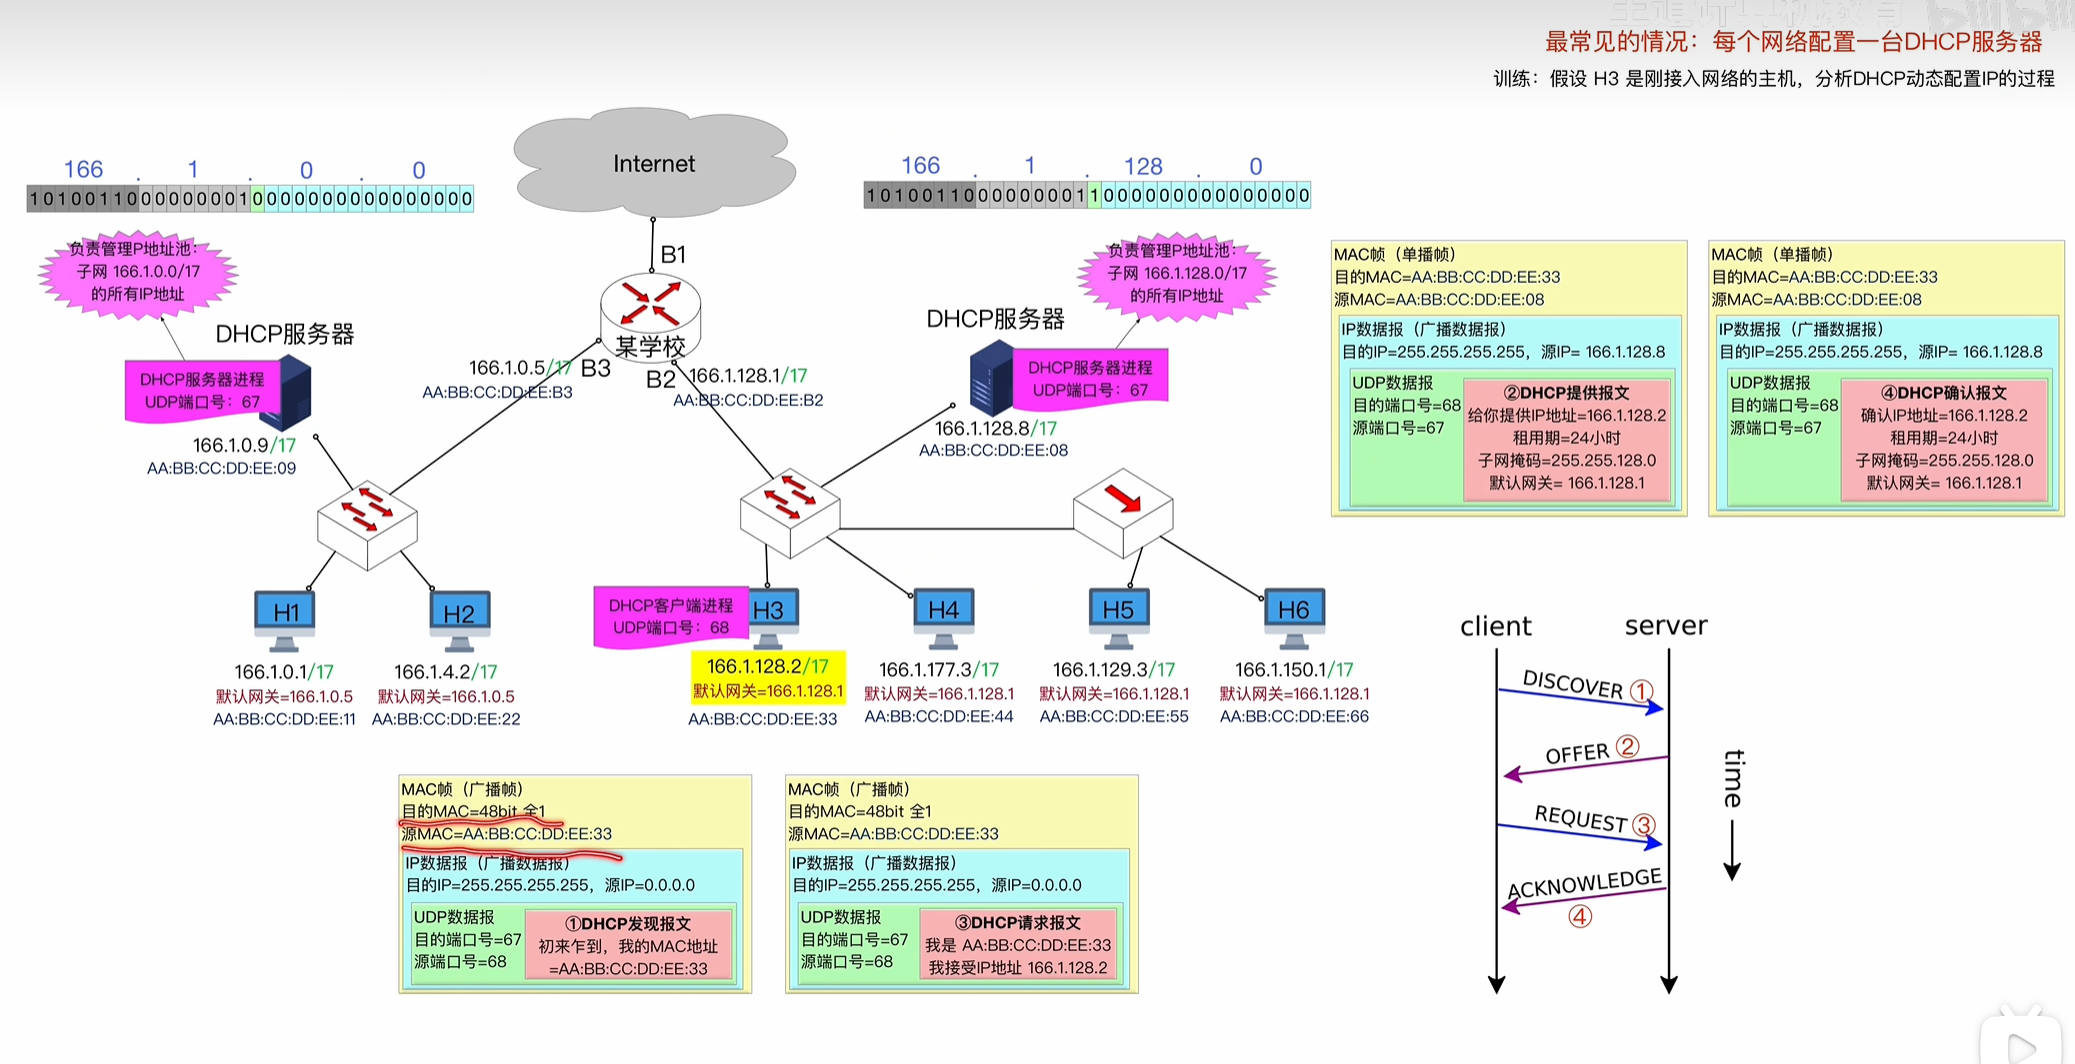 最常见的情况：每个网络配置一台DHCP服务器
训练：假设 H3 是刚接入网络的主机，分析DHCP动态配置IP的过程
166 . 1 . 0 . 0
10100110000000010000000000000000
166 . 1 . 128 . 0
10100110000000011000000000000000
Internet
B1
某学校
B3
B2
166.1.0.5/17
AA:BB:CC:DD:EE:B3
166.1.128.1/17
AA:BB:CC:DD:EE:B2
负责管理P地址池：
子网 166.1.0.0/17
的所有IP地址
DHCP服务器
DHCP服务器进程
UDP端口号：67
166.1.0.9/17
AA:BB:CC:DD:EE:09
负责管理P地址池：
子网 166.1.128.0/17
的所有IP地址
DHCP服务器
DHCP服务器进程
UDP端口号：67
166.1.128.8/17
AA:BB:CC:DD:EE:08
H1
166.1.0.1/17
默认网关=166.1.0.5
AA:BB:CC:DD:EE:11
H2
166.1.4.2/17
默认网关=166.1.0.5
AA:BB:CC:DD:EE:22
DHCP客户端进程
UDP端口号：68
H3
166.1.128.2/17
默认网关=166.1.128.1
AA:BB:CC:DD:EE:33
H4
166.1.177.3/17
默认网关=166.1.128.1
AA:BB:CC:DD:EE:44
H5
166.1.129.3/17
默认网关=166.1.128.1
AA:BB:CC:DD:EE:55
H6
166.1.150.1/17
默认网关=166.1.128.1
AA:BB:CC:DD:EE:66
MAC帧（单播帧）
目的MAC=AA:BB:CC:DD:EE:33
源MAC=AA:BB:CC:DD:EE:08
IP数据报（广播数据报）
目的IP=255.255.255.255，源IP= 166.1.128.8
UDP数据报
目的端口号=68
源端口号=67
②DHCP提供报文
给你提供IP地址=166.1.128.2
租用期=24小时
子网掩码=255.255.128.0
默认网关= 166.1.128.1
MAC帧（单播帧）
目的MAC=AA:BB:CC:DD:EE:33
源MAC=AA:BB:CC:DD:EE:08
IP数据报（广播数据报）
目的IP=255.255.255.255，源IP= 166.1.128.8
UDP数据报
目的端口号=68
源端口号=67
④DHCP确认报文
确认IP地址=166.1.128.2
租用期=24小时
子网掩码=255.255.128.0
默认网关= 166.1.128.1
MAC帧（广播帧）
目的MAC=48bit 全1
源MAC=AA:BB:CC:DD:EE:33
IP数据报（广播数据报）
目的IP=255.255.255.255，源IP=0.0.0.0
UDP数据报
目的端口号=67
源端口号=68
①DHCP发现报文
初来乍到，我的MAC地址
=AA:BB:CC:DD:EE:33
MAC帧（广播帧）
目的MAC=48bit 全1
源MAC=AA:BB:CC:DD:EE:33
IP数据报（广播数据报）
目的IP=255.255.255.255，源IP=0.0.0.0
UDP数据报
目的端口号=67
源端口号=68
③DHCP请求报文
我是 AA:BB:CC:DD:EE:33
我接受IP地址 166.1.128.2
client
server
DISCOVER ①
OFFER ②
REQUEST ③
ACKNOWLEDGE
④
time